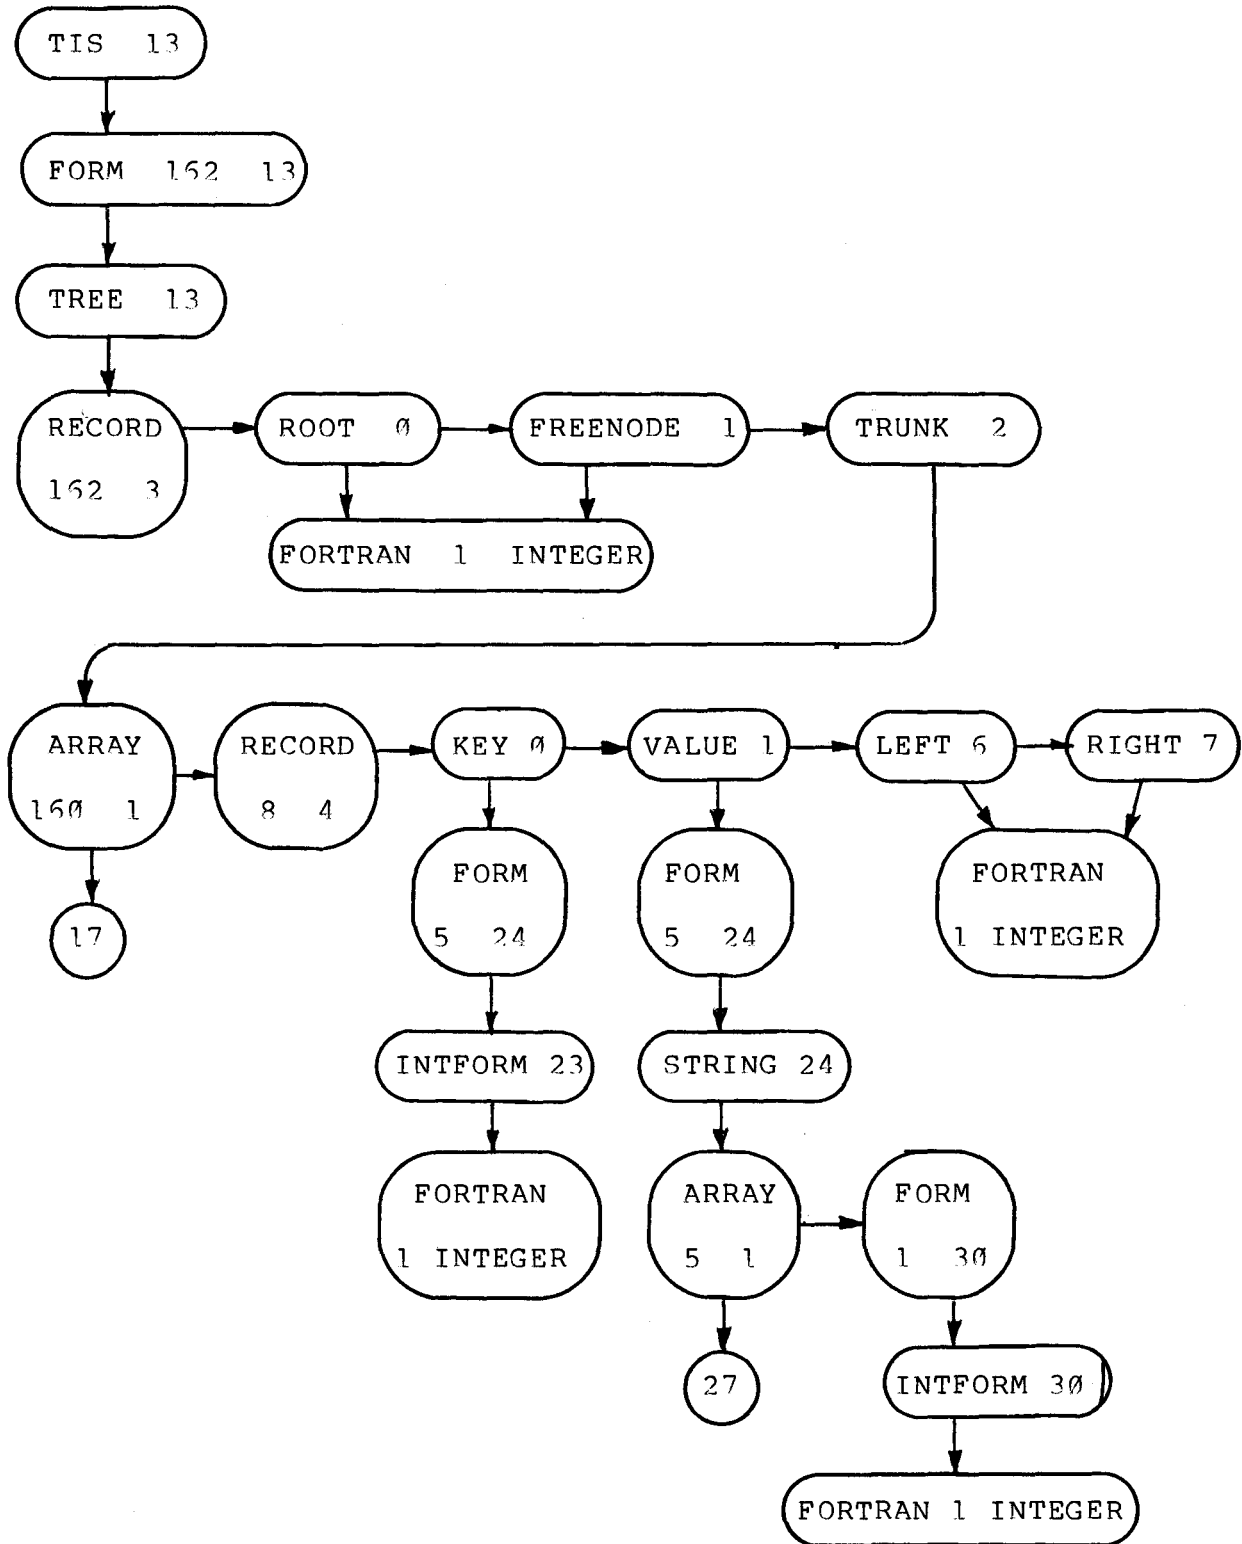 TIS 13
FORM 162 13
TREE 13
RECORD
162 3
ROOT 0
FREENODE 1
TRUNK 2
FORTRAN 1 INTEGER
ARRAY
160 1
RECORD
8 4
KEY 0
VALUE 1
LEFT 6
RIGHT 7
17
FORM
5 24
FORM
5 24
FORTRAN
1 INTEGER
INTFORM 23
STRING 24
FORTRAN
1 INTEGER
ARRAY
5 1
FORM
1 30
27
INTFORM 30
FORTRAN 1 INTEGER